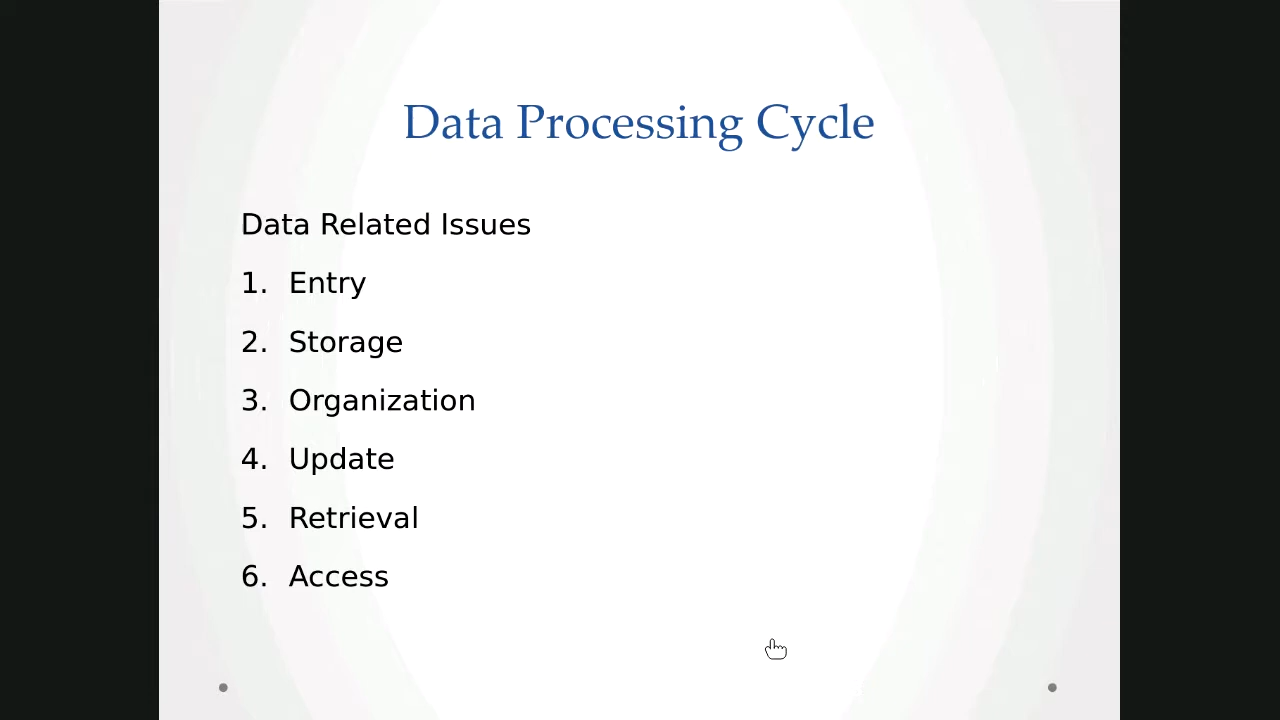 Data Processing Cycle
Data Related Issues
1. Entry
2. Storage
3. Organization
4. Update
5. Retrieval
6. Access